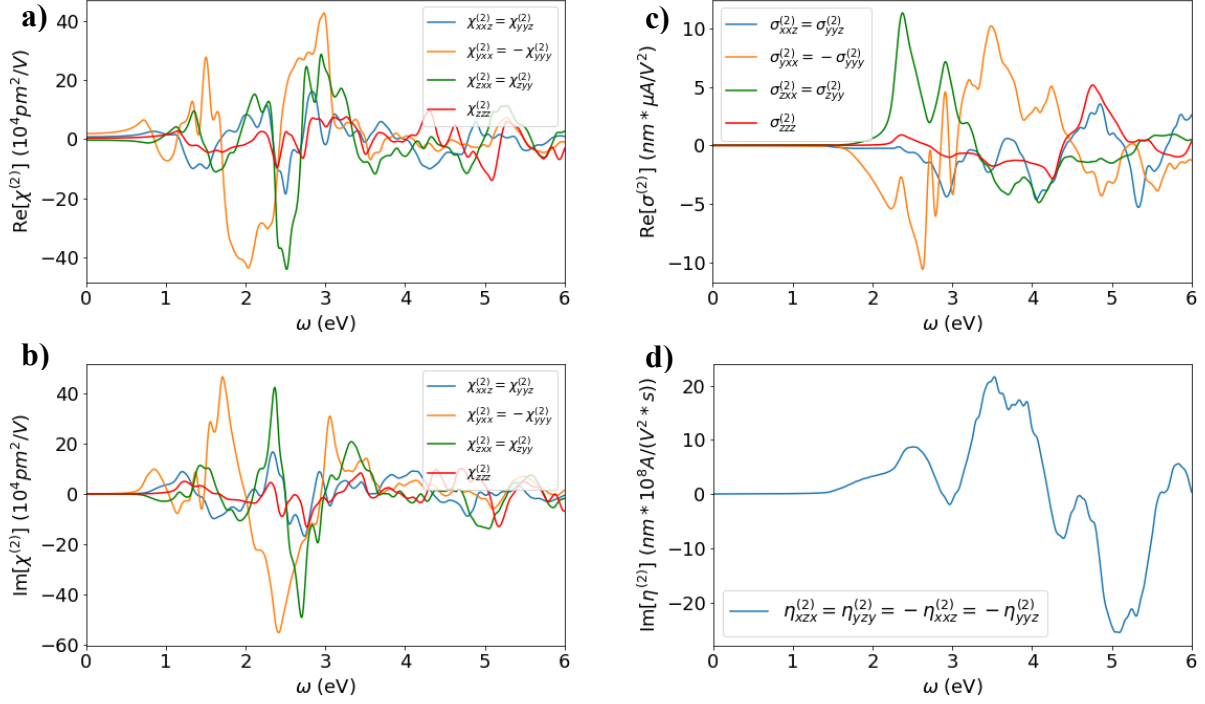 a)
Re[χ^(2)] (10^4 pm^2/V)
40
20
0
−20
−40
χ^(2)_xxz = χ^(2)_yyz
χ^(2)_yxx = − χ^(2)_yyy
χ^(2)_zxx = χ^(2)_zyy
χ^(2)_zzz
0 1 2 3 4 5 6
ω (eV)
c)
Re[σ^(2)] (nm * μA/V^2)
10
5
0
−5
−10
σ^(2)_xxz = σ^(2)_yyz
σ^(2)_yxx = − σ^(2)_yyy
σ^(2)_zxx = σ^(2)_zyy
σ^(2)_zzz
0 1 2 3 4 5 6
ω (eV)
b)
Im[χ^(2)] (10^4 pm^2/V)
40
20
0
−20
−40
−60
χ^(2)_xxz = χ^(2)_yyz
χ^(2)_yxx = − χ^(2)_yyy
χ^(2)_zxx = χ^(2)_zyy
χ^(2)_zzz
0 1 2 3 4 5 6
ω (eV)
d)
Im[η^(2)] (nm * 10^8 A/(V^2 * s))
20
10
0
−10
−20
η^(2)_xzx = η^(2)_yzy = − η^(2)_xxz = − η^(2)_yyz
0 1 2 3 4 5 6
ω (eV)